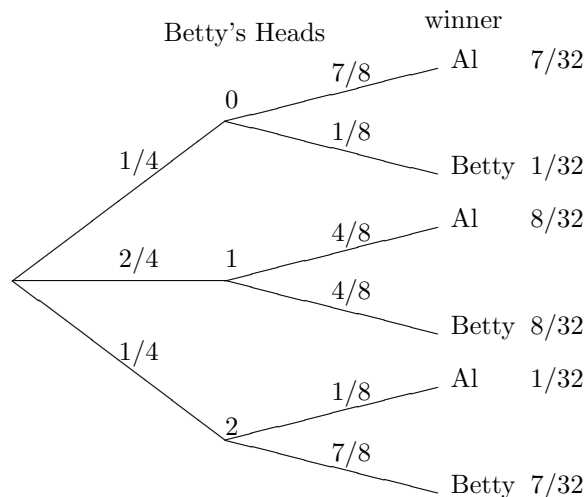 winner
Betty's Heads
7/8 Al 7/32
0
1/8
1/4 Betty 1/32
4/8 Al 8/32
2/4 1
4/8
Betty 8/32
1/4
1/8 Al 1/32
2
7/8
Betty 7/32